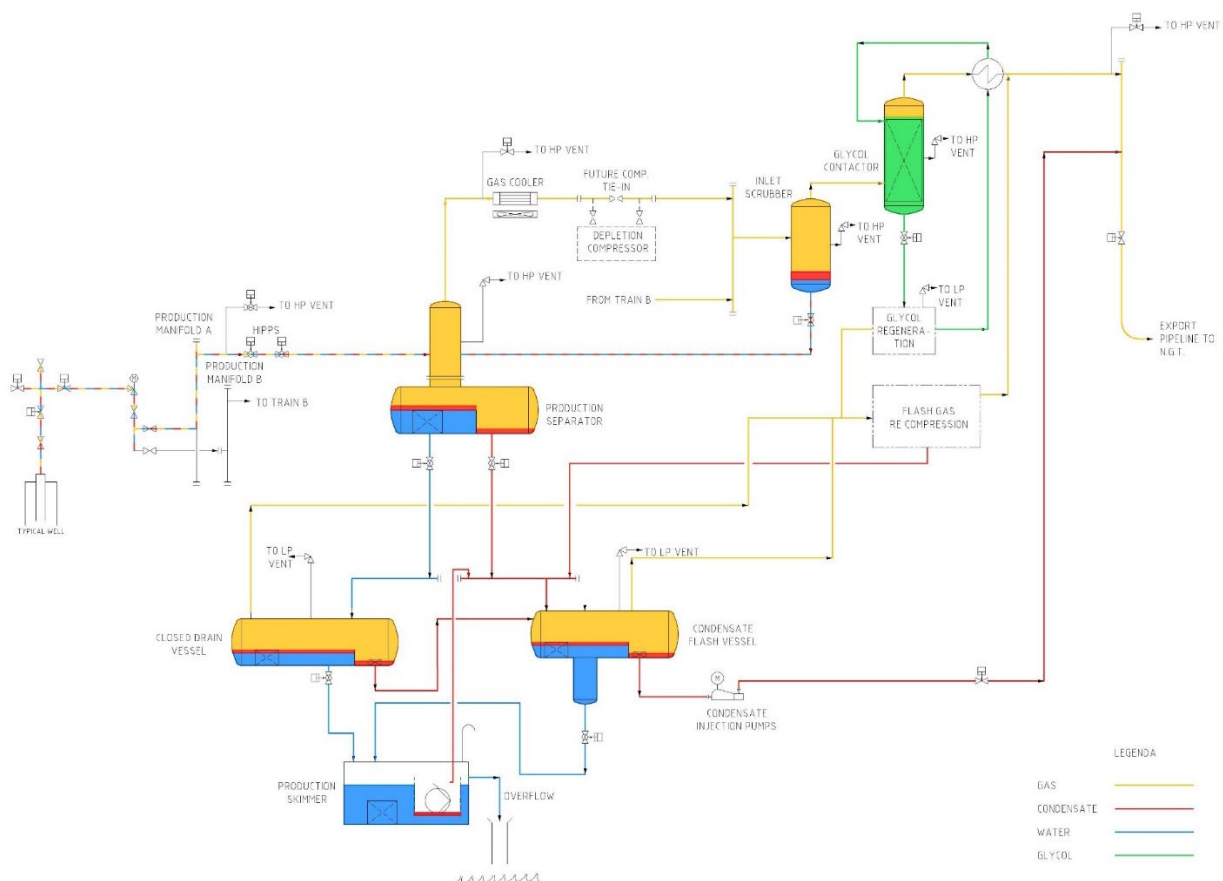 TO HP VENT
TO HP VENT
GAS COOLER
FUTURE COMP.
TIE-IN
DEPLETION
COMPRESSOR
INLET
SCRUBBER
TO HP
VENT
GLYCOL
CONTACTOR
TO HP
VENT
TO HP VENT
FROM TRAIN B
TO LP
VENT
GLYCOL
REGENERA-
TION
PRODUCTION
MANIFOLD A
HIPPS
TO HP VENT
PRODUCTION
MANIFOLD B
TO TRAIN B
M
EXPORT
PIPELINE TO
N.G.T.
PRODUCTION
SEPARATOR
FLASH GAS
RE COMPRESSION
TYPICAL WELL
TO LP
VENT
TO LP VENT
CLOSED DRAIN
VESSEL
CONDENSATE
FLASH VESSEL
M
CONDENSATE
INJECTION PUMPS
PRODUCTION
SKIMMER
OVERFLOW
LEGENDA
GAS
CONDENSATE
WATER
GLYCOL